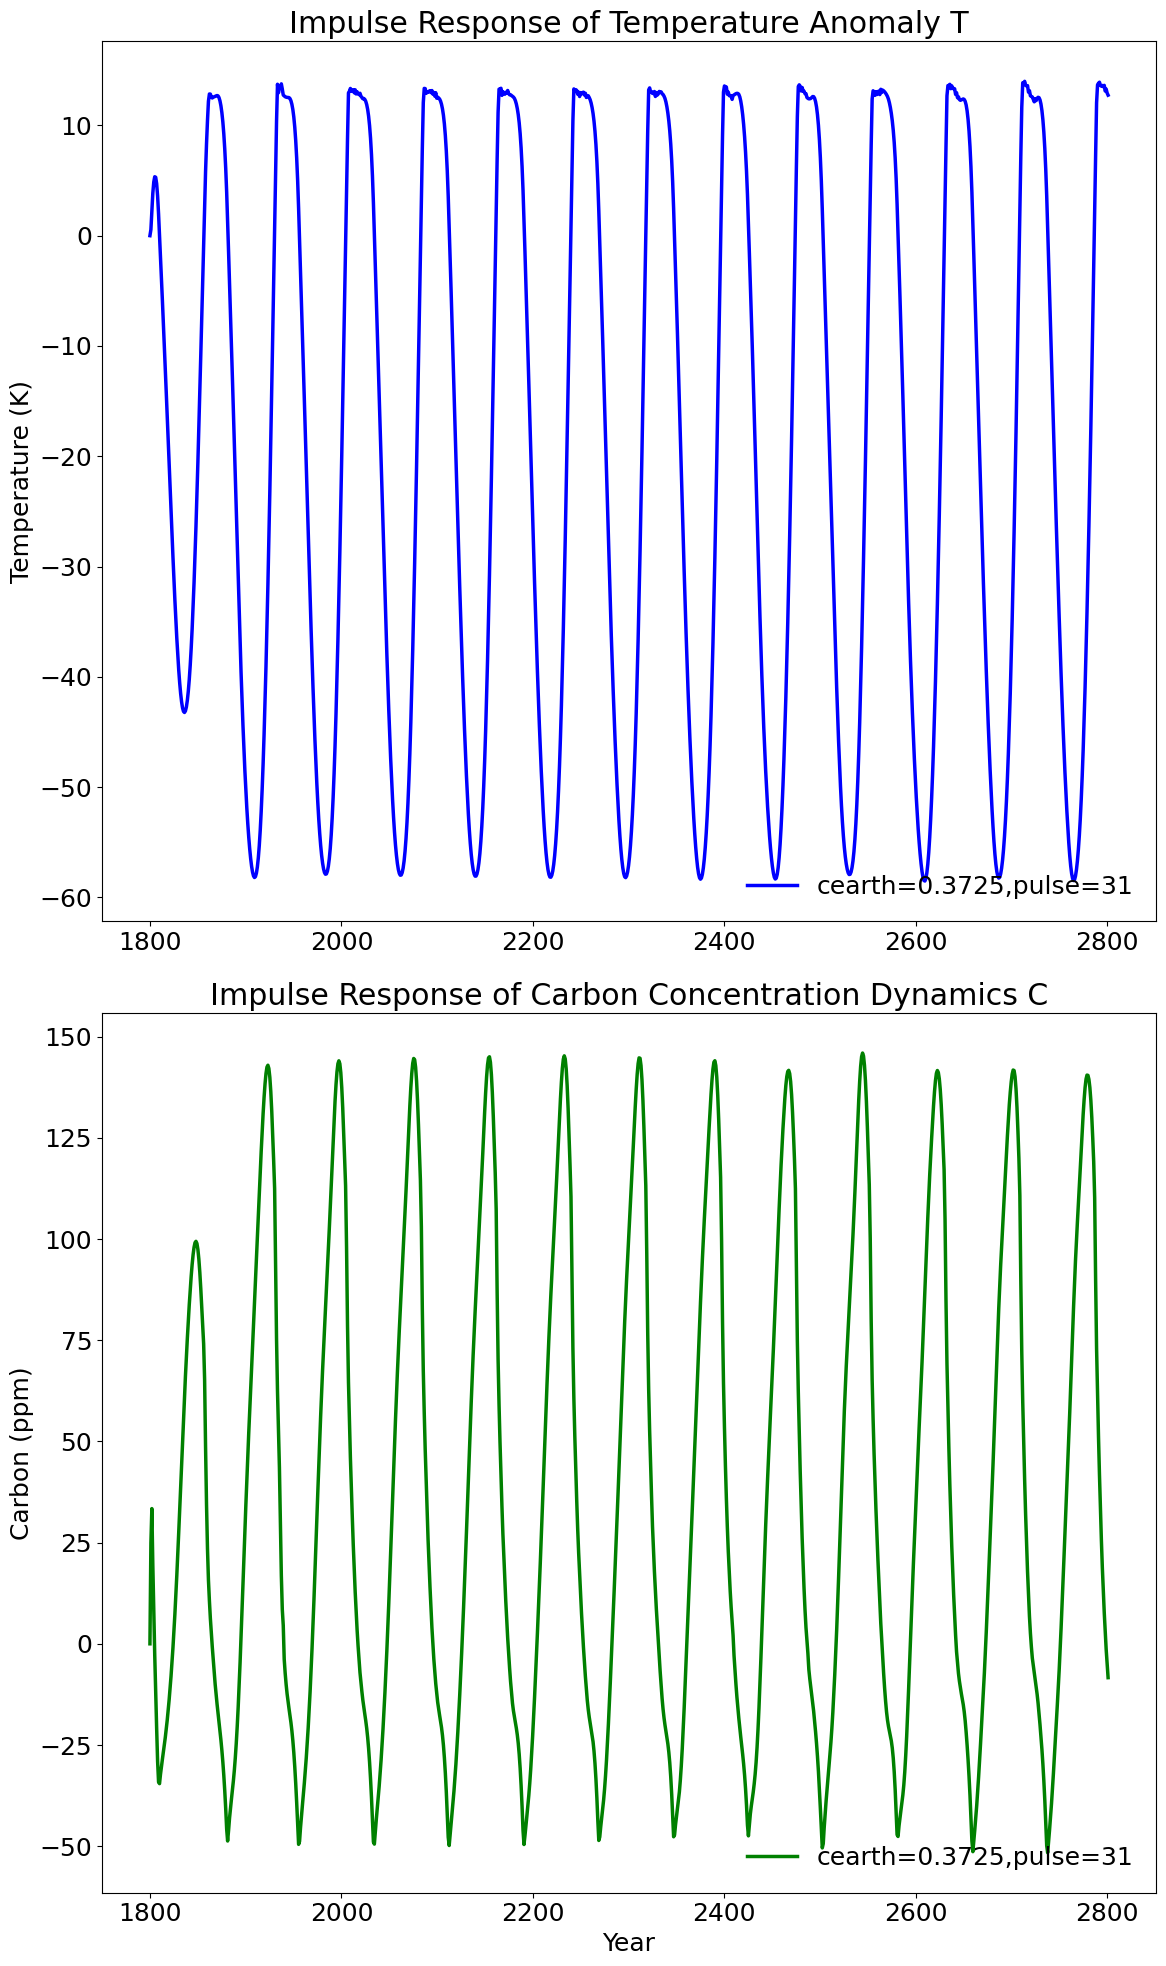 Impulse Response of Temperature Anomaly T
Temperature (K)
10
0
−10
−20
−30
−40
−50
−60
cearth=0.3725,pulse=31
1800 2000 2200 2400 2600 2800
Impulse Response of Carbon Concentration Dynamics C
Carbon (ppm)
150
125
100
75
50
25
0
−25
−50
cearth=0.3725,pulse=31
1800 2000 2200 2400 2600 2800
Year